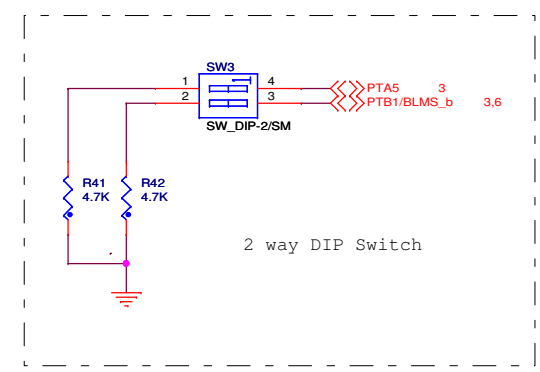 SW3
1 4 PTA5 3
2 3 PTB1/BLMS_b 3,6
SW_DIP-2/SM
R41 R42
4.7K 4.7K
2 way DIP Switch